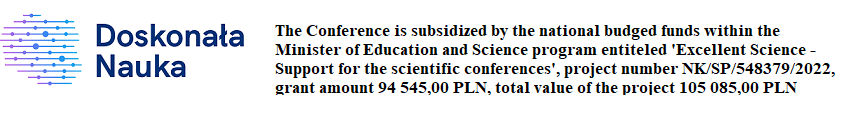 Doskonała
Nauka
The Conference is subsidized by the national budged funds within the
Minister of Education and Science program entiteled 'Excellent Science -
Support for the scientific conferences', project number NK/SP/548379/2022,
grant amount 94 545,00 PLN, total value of the project 105 085,00 PLN